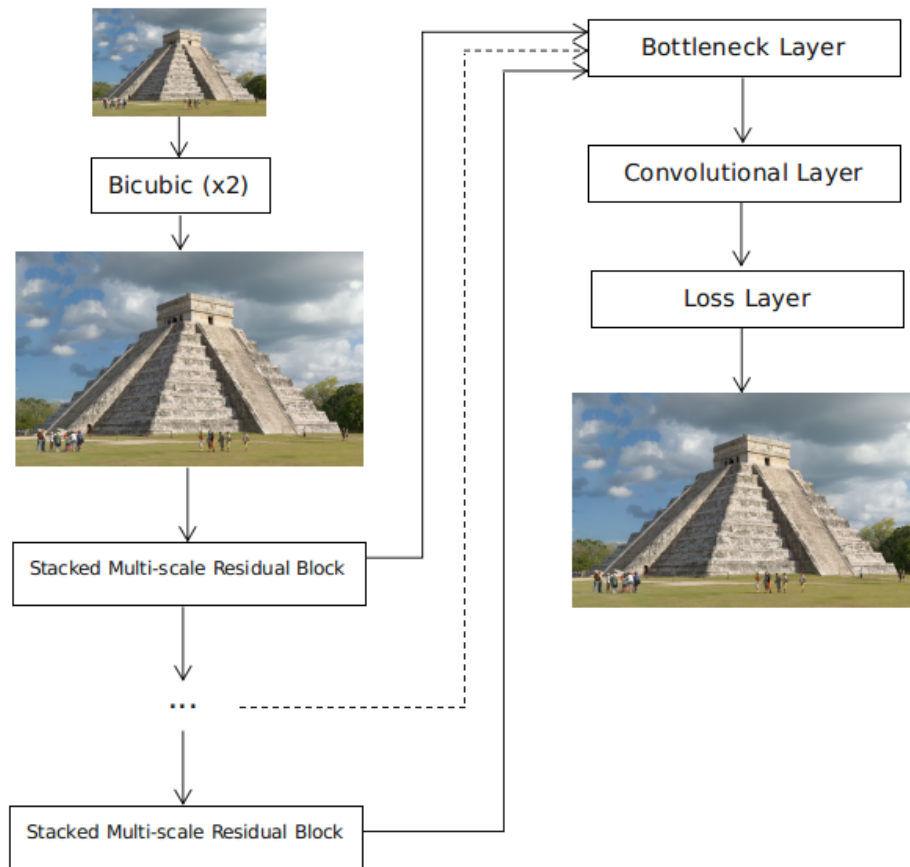 Bicubic (x2)
Stacked Multi-scale Residual Block
...
Stacked Multi-scale Residual Block
Bottleneck Layer
Convolutional Layer
Loss Layer